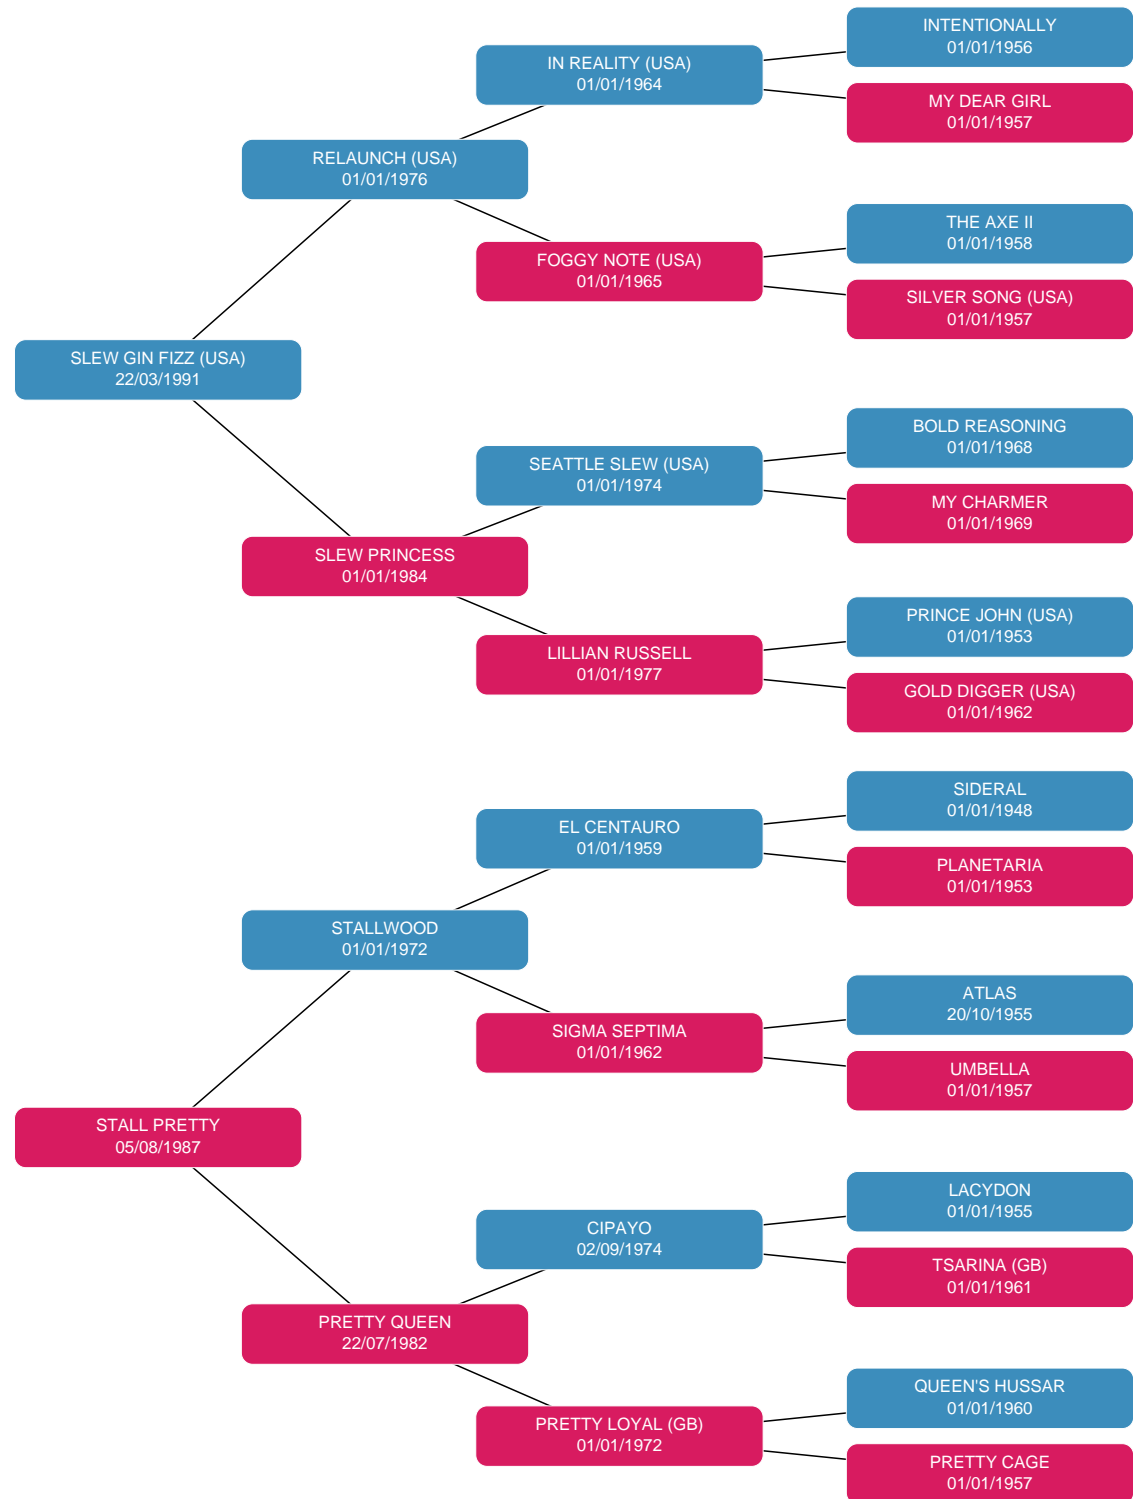 INTENTIONALLY
01/01/1956
IN REALITY (USA)
01/01/1964
MY DEAR GIRL
01/01/1957
RELAUNCH (USA)
01/01/1976
THE AXE II
01/01/1958
FOGGY NOTE (USA)
01/01/1965
SILVER SONG (USA)
01/01/1957
SLEW GIN FIZZ (USA)
22/03/1991
BOLD REASONING
01/01/1968
SEATTLE SLEW (USA)
01/01/1974
MY CHARMER
01/01/1969
SLEW PRINCESS
01/01/1984
PRINCE JOHN (USA)
01/01/1953
LILLIAN RUSSELL
01/01/1977
GOLD DIGGER (USA)
01/01/1962
SIDERAL
01/01/1948
EL CENTAURO
01/01/1959
PLANETARIA
01/01/1953
STALLWOOD
01/01/1972
ATLAS
20/10/1955
SIGMA SEPTIMA
01/01/1962
UMBELLA
01/01/1957
STALL PRETTY
05/08/1987
LACYDON
01/01/1955
CIPAYO
02/09/1974
TSARINA (GB)
01/01/1961
PRETTY QUEEN
22/07/1982
QUEEN'S HUSSAR
01/01/1960
PRETTY LOYAL (GB)
01/01/1972
PRETTY CAGE
01/01/1957